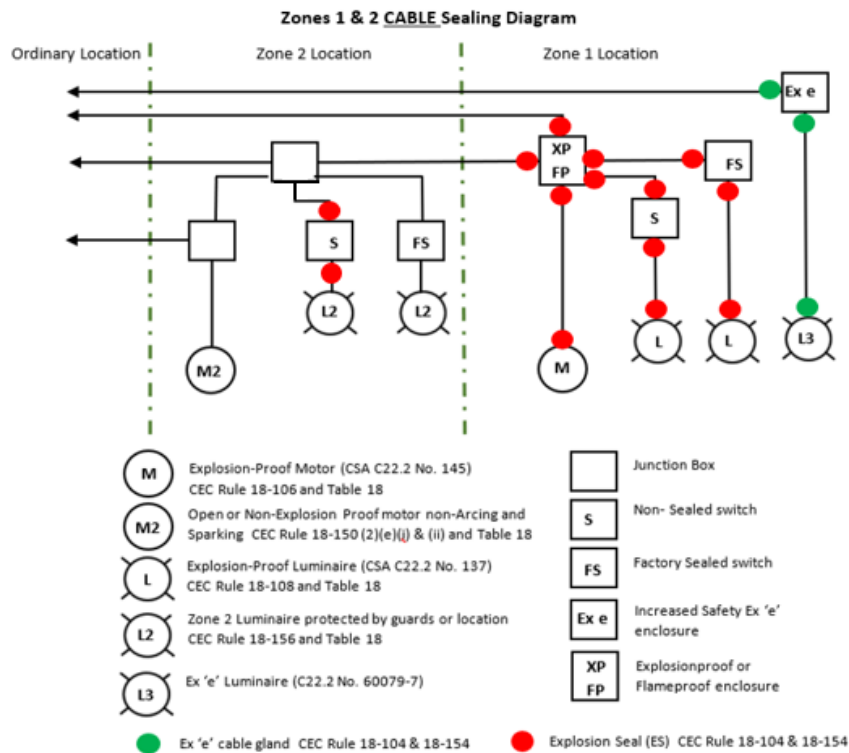 Zones 1 & 2 CABLE Sealing Diagram
Ordinary Location
Zone 2 Location
Zone 1 Location
Ex e
XP
FP
FS
S
S
FS
L2
L2
M2
M
L
L
L3
M
Explosion-Proof Motor (CSA C22.2 No. 145)
CEC Rule 18-106 and Table 18
M2
Open or Non-Explosion Proof motor non-Arcing and
Sparking CEC Rule 18-150 (2)(e)(j) & (ii) and Table 18
L
Explosion-Proof Luminaire (CSA C22.2 No. 137)
CEC Rule 18-108 and Table 18
L2
Zone 2 Luminaire protected by guards or location
CEC Rule 18-156 and Table 18
L3
Ex ‘e’ Luminaire (C22.2 No. 60079-7)
Junction Box
S
Non- Sealed switch
FS
Factory Sealed switch
Ex e
Increased Safety Ex ‘e’
enclosure
XP
FP
Explosionproof or
Flameproof enclosure
Ex ‘e’ cable gland CEC Rule 18-104 & 18-154
Explosion Seal (ES) CEC Rule 18-104 & 18-154